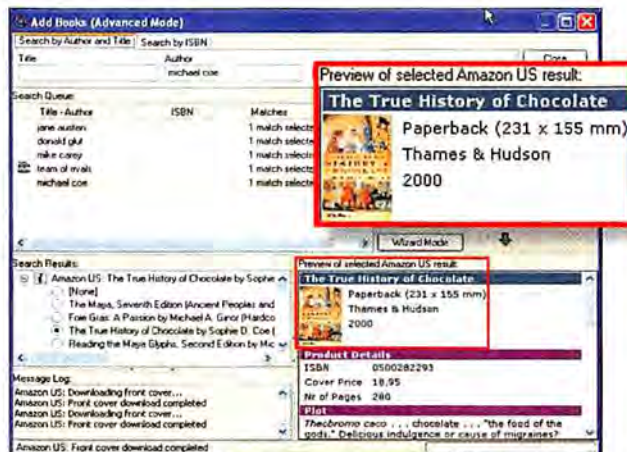 Add Books (Advanced Mode)
Search by Author and Title Search by ISBN
Title Author
michael coe
Close
Search Queue:
Title - Author ISBN Matches
jane austen 1 match selecte
donald glut 1 match selecte
mike carey 1 match selecte
team of rivals 1 match selecte
michael coe 1 match selecte
Preview of selected Amazon US result:
The True History of Chocolate
Paperback (231 x 155 mm)
Thames & Hudson
2000
Wizard Mode
Search Results:
Amazon US: The True History of Chocolate by Sophie
[None]
The Maya, Seventh Edition (Ancient Peoples and
Foie Gras: A Passion by Michael A. Ginor (Hardco
The True History of Chocolate by Sophie D. Coe (
Reading the Maya Glyphs, Second Edition by Mic
Message Log:
Amazon US: Downloading front cover...
Amazon US: Front cover download completed
Amazon US: Downloading front cover...
Amazon US: Front cover download completed
Preview of selected Amazon US result:
The True History of Chocolate
Paperback (231 x 155 mm)
Thames & Hudson
2000
Product Details
ISBN 0500282293
Cover Price 18,95
Nr of Pages 280
Plot
Theobromo caco . . . chocolate . . . "the food of the
gods." Delicious indulgence or cause of migraines?
Amazon US: Front cover download completed